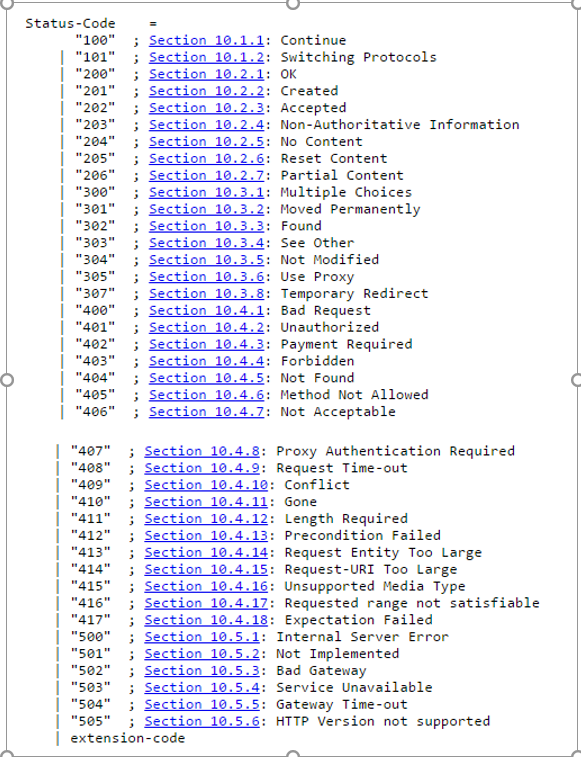 Status-Code    =
      "100"  ; Section 10.1.1: Continue
    | "101"  ; Section 10.1.2: Switching Protocols
    | "200"  ; Section 10.2.1: OK
    | "201"  ; Section 10.2.2: Created
    | "202"  ; Section 10.2.3: Accepted
    | "203"  ; Section 10.2.4: Non-Authoritative Information
    | "204"  ; Section 10.2.5: No Content
    | "205"  ; Section 10.2.6: Reset Content
    | "206"  ; Section 10.2.7: Partial Content
    | "300"  ; Section 10.3.1: Multiple Choices
    | "301"  ; Section 10.3.2: Moved Permanently
    | "302"  ; Section 10.3.3: Found
    | "303"  ; Section 10.3.4: See Other
    | "304"  ; Section 10.3.5: Not Modified
    | "305"  ; Section 10.3.6: Use Proxy
    | "307"  ; Section 10.3.8: Temporary Redirect
    | "400"  ; Section 10.4.1: Bad Request
    | "401"  ; Section 10.4.2: Unauthorized
    | "402"  ; Section 10.4.3: Payment Required
    | "403"  ; Section 10.4.4: Forbidden
    | "404"  ; Section 10.4.5: Not Found
    | "405"  ; Section 10.4.6: Method Not Allowed
    | "406"  ; Section 10.4.7: Not Acceptable
    | "407"  ; Section 10.4.8: Proxy Authentication Required
    | "408"  ; Section 10.4.9: Request Time-out
    | "409"  ; Section 10.4.10: Conflict
    | "410"  ; Section 10.4.11: Gone
    | "411"  ; Section 10.4.12: Length Required
    | "412"  ; Section 10.4.13: Precondition Failed
    | "413"  ; Section 10.4.14: Request Entity Too Large
    | "414"  ; Section 10.4.15: Request-URI Too Large
    | "415"  ; Section 10.4.16: Unsupported Media Type
    | "416"  ; Section 10.4.17: Requested range not satisfiable
    | "417"  ; Section 10.4.18: Expectation Failed
    | "500"  ; Section 10.5.1: Internal Server Error
    | "501"  ; Section 10.5.2: Not Implemented
    | "502"  ; Section 10.5.3: Bad Gateway
    | "503"  ; Section 10.5.4: Service Unavailable
    | "504"  ; Section 10.5.5: Gateway Time-out
    | "505"  ; Section 10.5.6: HTTP Version not supported
    | extension-code